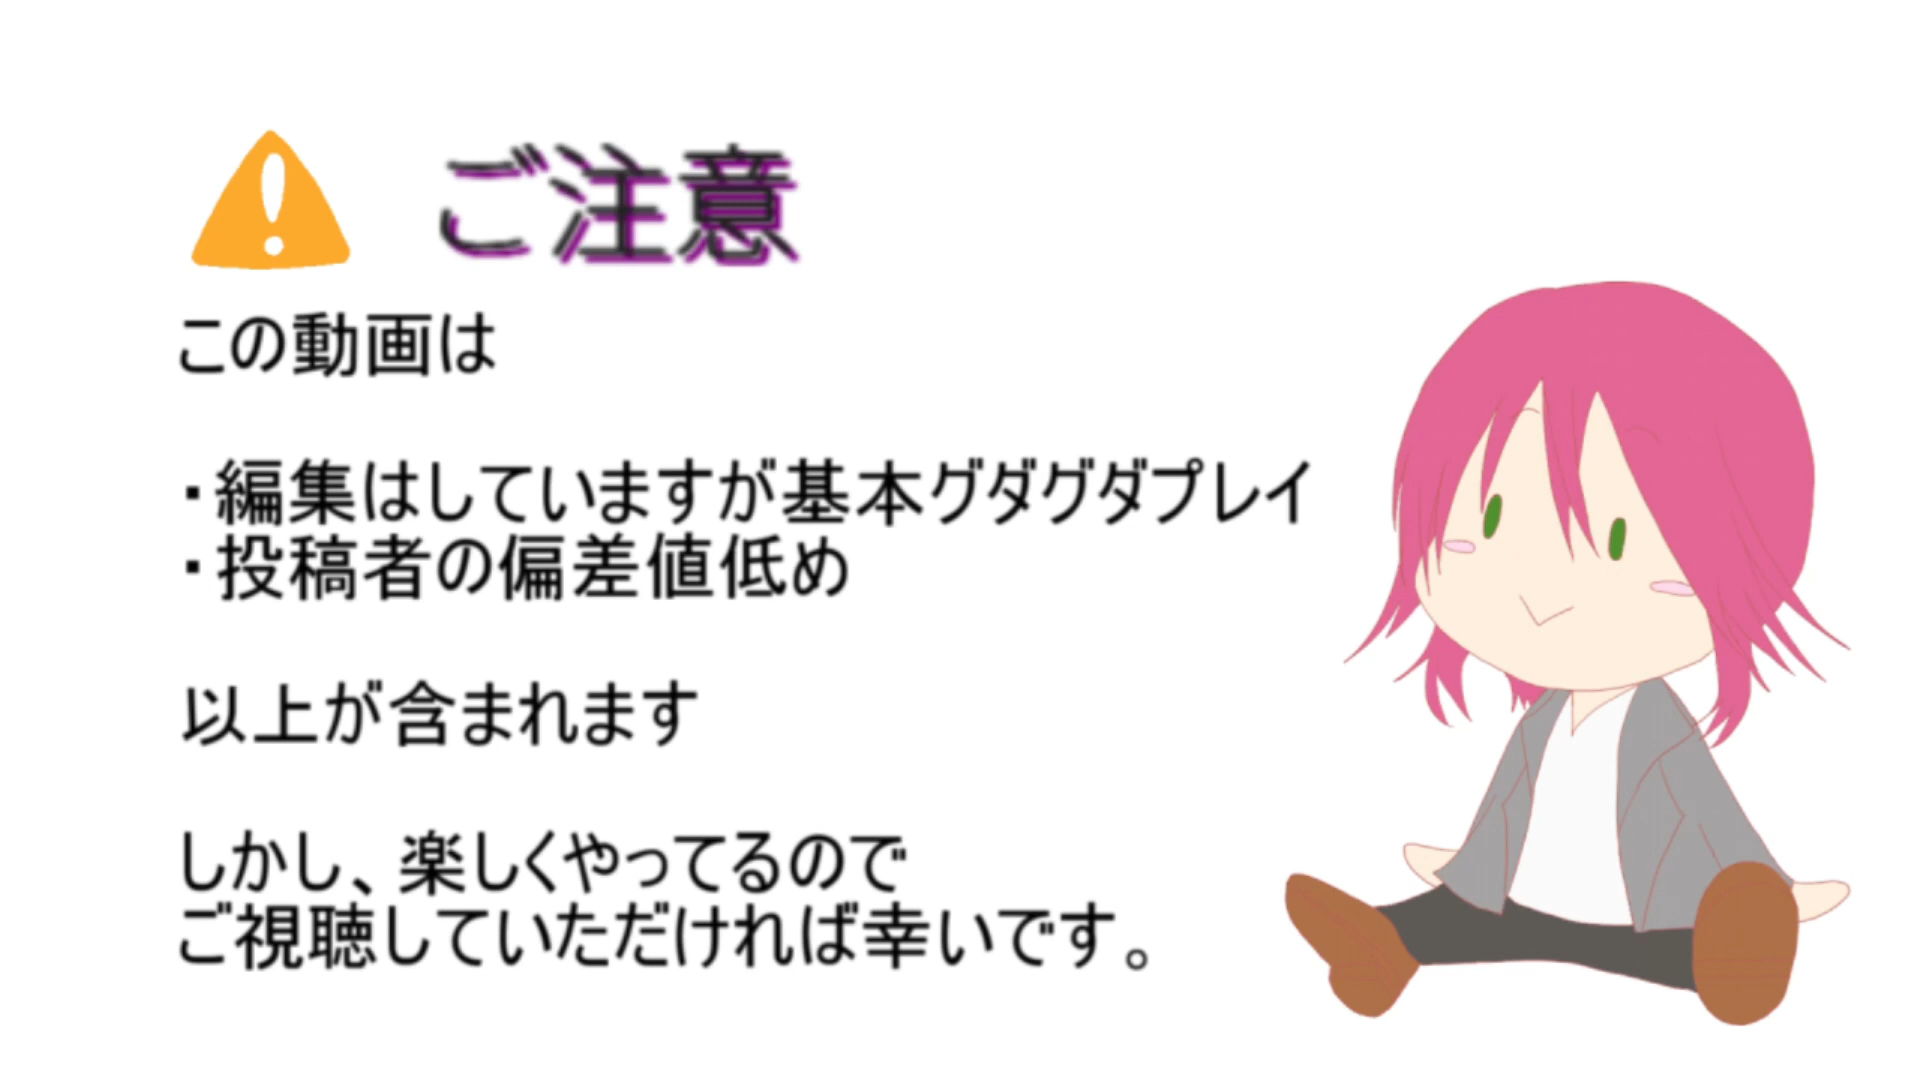 ご注意
この動画は
・編集はしていますが基本グダグダプレイ
・投稿者の偏差値低め
以上が含まれます
しかし、楽しくやってるので
ご視聴していただければ幸いです。